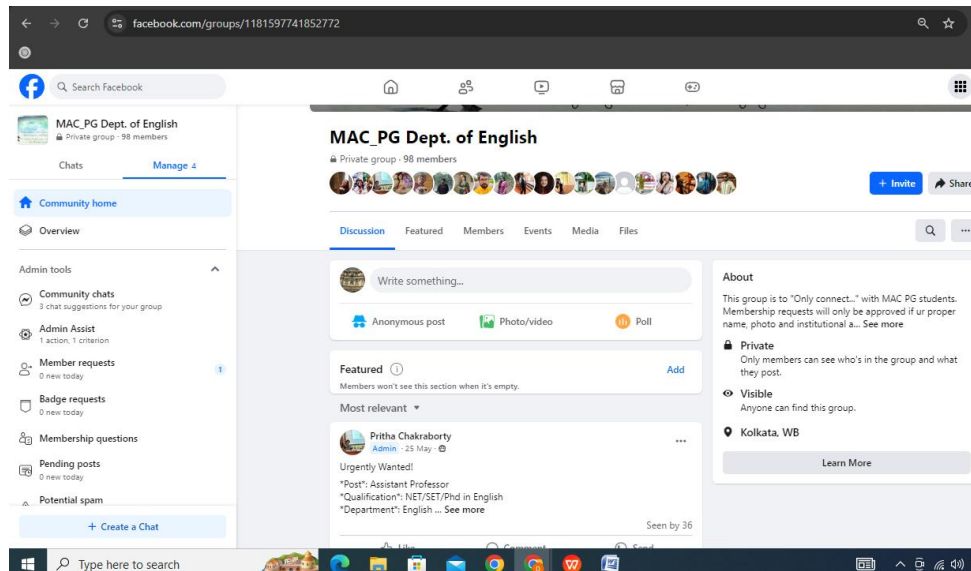 facebook.com/groups/1181597741852772
Search Facebook
MAC_PG Dept. of English
Private group · 98 members
Chats
Manage 4
Community home
Overview
Admin tools
Community chats
3 chat suggestions for your group
Admin Assist
1 action, 1 criterion
Member requests
0 new today
1
Badge requests
0 new today
Membership questions
Pending posts
0 new today
Potential spam
+ Create a Chat
MAC_PG Dept. of English
Private group · 98 members
+ Invite
Share
Discussion Featured Members Events Media Files
Write something...
Anonymous post Photo/video Poll
Featured
Add
Members won't see this section when it's empty.
Most relevant
Pritha Chakraborty
Admin · 25 May ·
Urgently Wanted!
*Post*: Assistant Professor
*Qualification*: NET/SET/Phd in English
*Department*: English ... See more
Seen by 36
Like Comment Send
About
This group is to "Only connect..." with MAC PG students.
Membership requests will only be approved if ur proper
name, photo and institutional a... See more
Private
Only members can see who's in the group and what
they post.
Visible
Anyone can find this group.
Kolkata, WB
Learn More
Type here to search